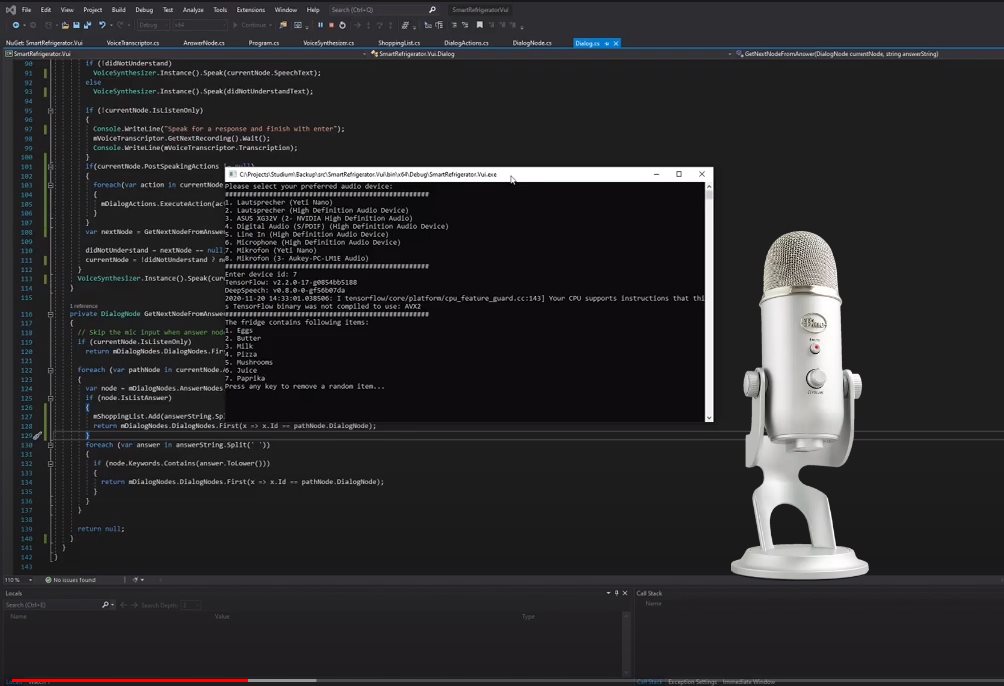 File Edit View Project Build Debug Test Analyze Tools Extensions Window Help Search (Ctrl+Q) SmartRefrigeratorVui
Debug x64 Continue
NuGet: SmartRefrigerator.Vui VoiceTranscriptor.cs AnswerNode.cs Program.cs VoiceSynthesizer.cs ShoppingList.cs DialogActions.cs DialogNode.cs Dialog.cs
SmartRefrigerator.Vui SmartRefrigerator.Vui.Dialog GetNextNodeFromAnswer(DialogNode currentNode, string answerString)
90 if (!didNotUnderstand)
91 VoiceSynthesizer.Instance().Speak(currentNode.SpeechText);
92 else
93 VoiceSynthesizer.Instance().Speak(didNotUnderstandText);
94
95 if (!currentNode.IsListenOnly)
96 {
97 Console.WriteLine("Speak for a response and finish with enter");
98 mVoiceTranscriptor.GetNextRecording().Wait();
99 Console.WriteLine(mVoiceTranscriptor.Transcription);
100 }
101 if(currentNode.PostSpeakingActions != null)
102 {
103 foreach(var action in currentNode
104 {
105 mDialogActions.ExecuteAction(ac
106 }
107 }
108 var nextNode = GetNextNodeFromAnswer
109
110 didNotUnderstand = nextNode == null
111 currentNode = !didNotUnderstand ? n
112 }
113 VoiceSynthesizer.Instance().Speak(cur
114 }
115
1 reference
116 private DialogNode GetNextNodeFromAnswe
117 {
118 // Skip the mic input when answer nod
119 if (currentNode.IsListenOnly)
120 return mDialogNodes.DialogNodes.Fir
121
122 foreach (var pathNode in currentNode.
123 {
124 var node = mDialogNodes.AnswerNodes
125 if (node.IsListAnswer)
126 {
127 mShoppingList.Add(answerString.Sp
128 return mDialogNodes.DialogNodes.First(x => x.Id == pathNode.DialogNode);
129 }
130 foreach (var answer in answerString.Split(' '))
131 {
132 if (node.Keywords.Contains(answer.ToLower()))
133 {
134 return mDialogNodes.DialogNodes.First(x => x.Id == pathNode.DialogNode);
135 }
136 }
137 }
138
139 return null;
140 }
141 }
142 }
143
C:\Projects\Studium\Backup\src\SmartRefrigerator.Vui\bin\x64\Debug\SmartRefrigerator.Vui.exe
Please select your preferred audio device:
##########################################
1. Lautsprecher (Yeti Nano)
2. Lautsprecher (High Definition Audio Device)
3. ASUS XG32V (2- NVIDIA High Definition Audio)
4. Digital Audio (S/PDIF) (High Definition Audio Device)
5. Line In (High Definition Audio Device)
6. Microphone (High Definition Audio Device)
7. Mikrofon (Yeti Nano)
8. Mikrofon (3- Aukey-PC-LM1E Audio)
##########################################
Enter device id: 7
TensorFlow: v2.2.0-17-g0854bb5188
DeepSpeech: v0.8.0-0-gf56b07da
2020-11-20 14:33:01.038506: I tensorflow/core/platform/cpu_feature_guard.cc:143] Your CPU supports instructions that thi
s TensorFlow binary was not compiled to use: AVX2
##########################################
The fridge contains following items:
1. Eggs
2. Butter
3. Milk
4. Pizza
5. Mushrooms
6. Juice
7. Paprika
Press any key to remove a random item...
110 % No issues found
Locals Call Stack
Search (Ctrl+E) Search Depth: 3 Name
Name Value Type
Locals Watch 1 Call Stack Exception Settings Immediate Window